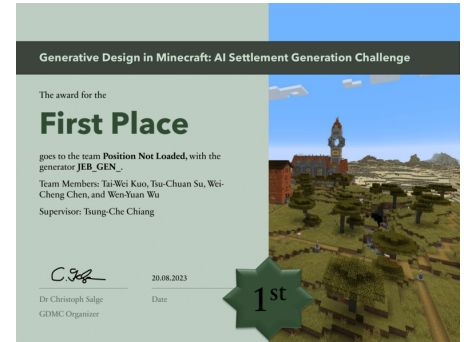 Generative Design in Minecraft: AI Settlement Generation Challenge
The award for the
First Place
goes to the team Position Not Loaded, with the
generator JEB_GEN_.
Team Members: Tai-Wei Kuo, Tsu-Chuan Su, Wei-
Cheng Chen, and Wen-Yuan Wu
Supervisor: Tsung-Che Chiang
20.08.2023
Dr Christoph Salge
Date
GDMC Organizer
1st